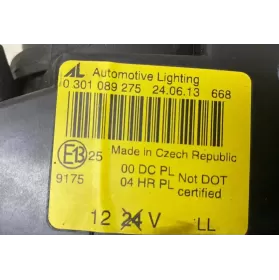 AL Automotive Lighting
0 301 089 275 24.06.13 668
Made in Czech Republic
E13 25
00 DC PL
9175 04 HR PL Not DOT
certified
12 24 V LL